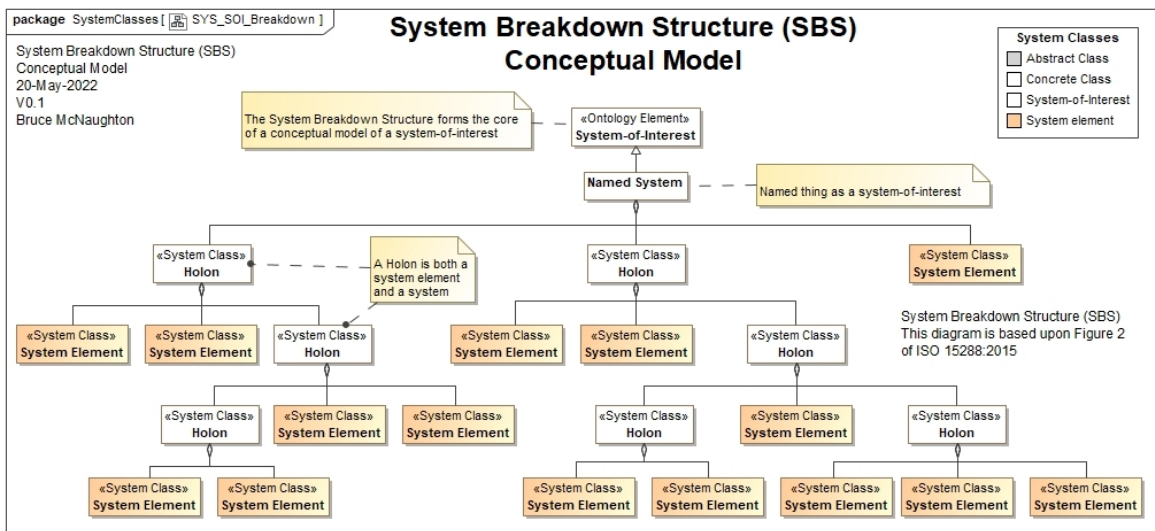 package SystemClasses [ SYS_SOI_Breakdown ]
System Breakdown Structure (SBS)
Conceptual Model
System Breakdown Structure (SBS)
Conceptual Model
20-May-2022
V0.1
Bruce McNaughton
System Classes
Abstract Class
Concrete Class
System-of-Interest
System element
The System Breakdown Structure forms the core
of a conceptual model of a system-of-interest
«Ontology Element»
System-of-Interest
Named System
Named thing as a system-of-interest
«System Class»
Holon
A Holon is both a
system element
and a system
«System Class»
Holon
«System Class»
System Element
«System Class»
System Element
«System Class»
System Element
«System Class»
Holon
«System Class»
System Element
«System Class»
System Element
«System Class»
Holon
System Breakdown Structure (SBS)
This diagram is based upon Figure 2
of ISO 15288:2015
«System Class»
Holon
«System Class»
System Element
«System Class»
System Element
«System Class»
Holon
«System Class»
System Element
«System Class»
Holon
«System Class»
System Element
«System Class»
System Element
«System Class»
System Element
«System Class»
System Element
«System Class»
System Element
«System Class»
System Element
«System Class»
System Element